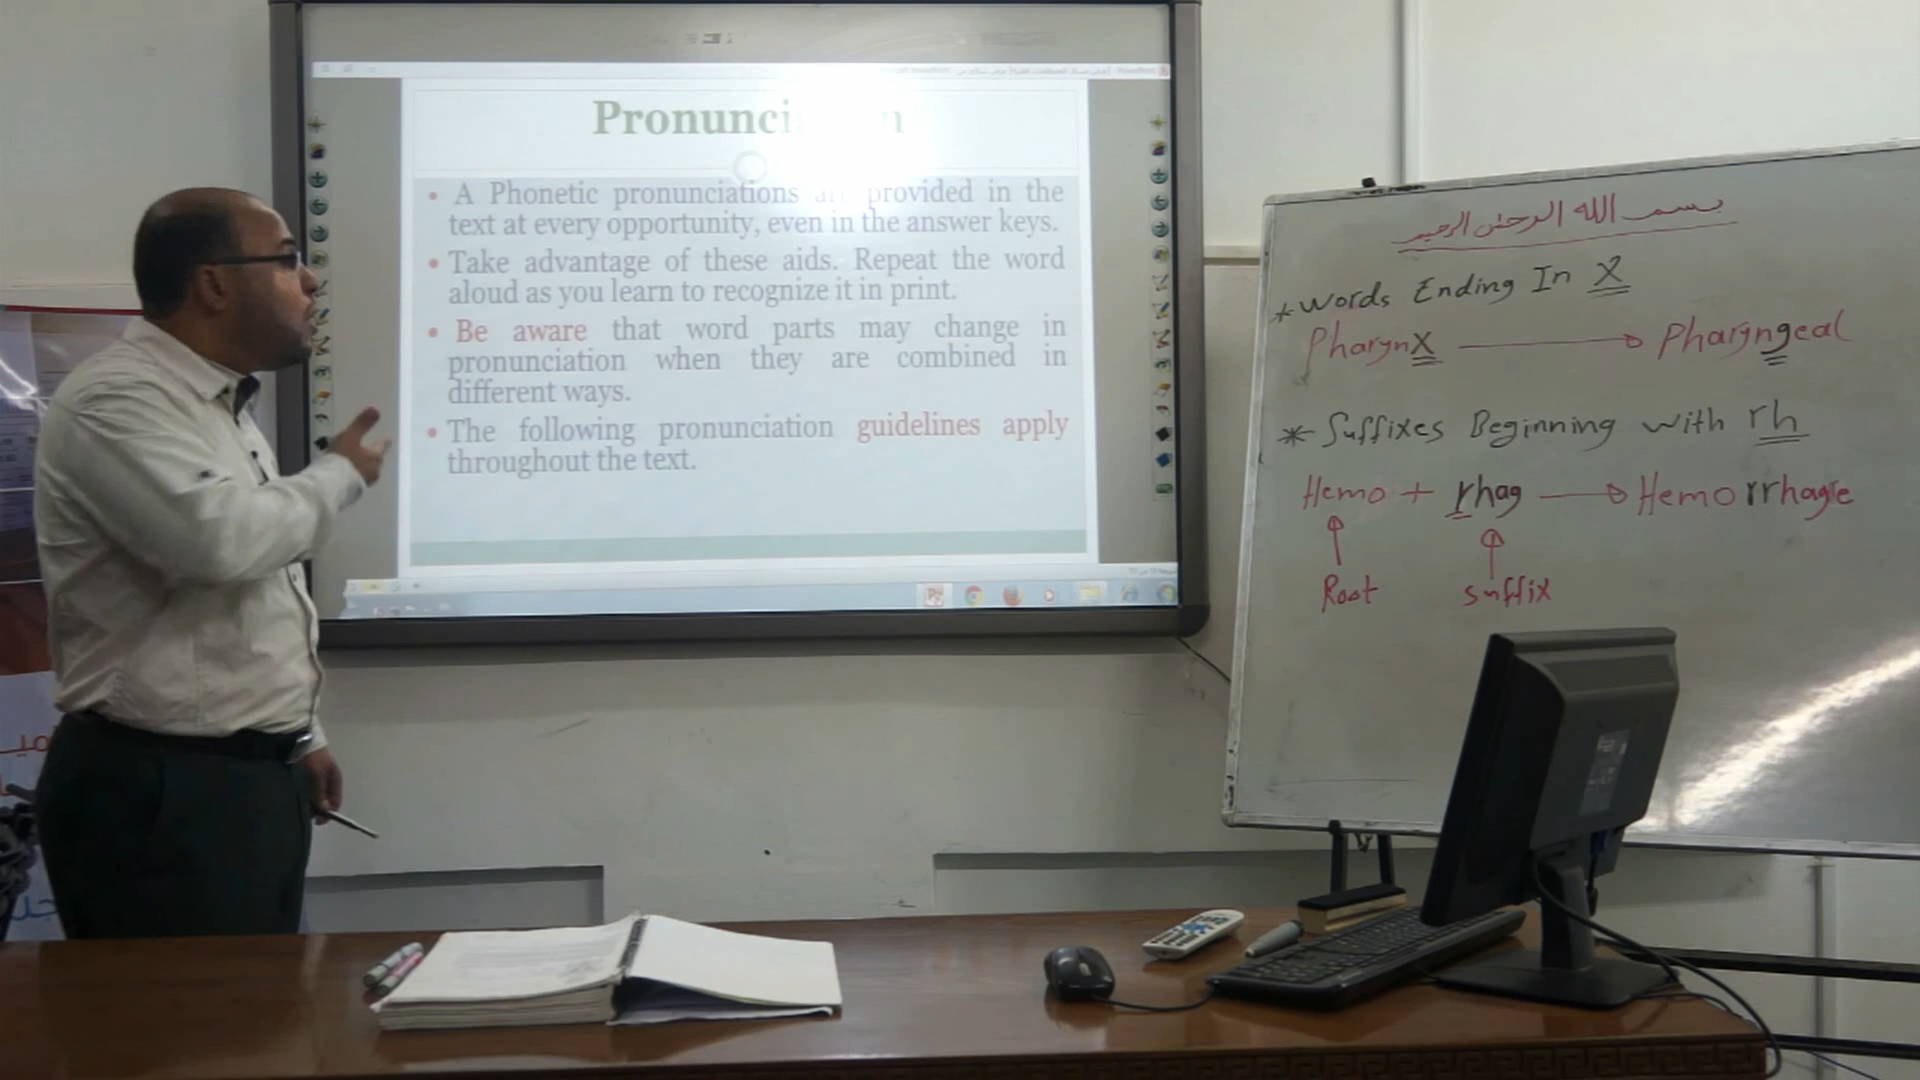 Pronunciation
• A Phonetic pronunciations are provided in the
text at every opportunity, even in the answer keys.
• Take advantage of these aids. Repeat the word
aloud as you learn to recognize it in print.
• Be aware that word parts may change in
pronunciation when they are combined in
different ways.
• The following pronunciation guidelines apply
throughout the text.
بسم الله الرحمن الرحيم
* Words Ending In X
Pharynx → Pharyngeal
* Suffixes Beginning with rh
Hemo + rhag → Hemorrhage
Root suffix